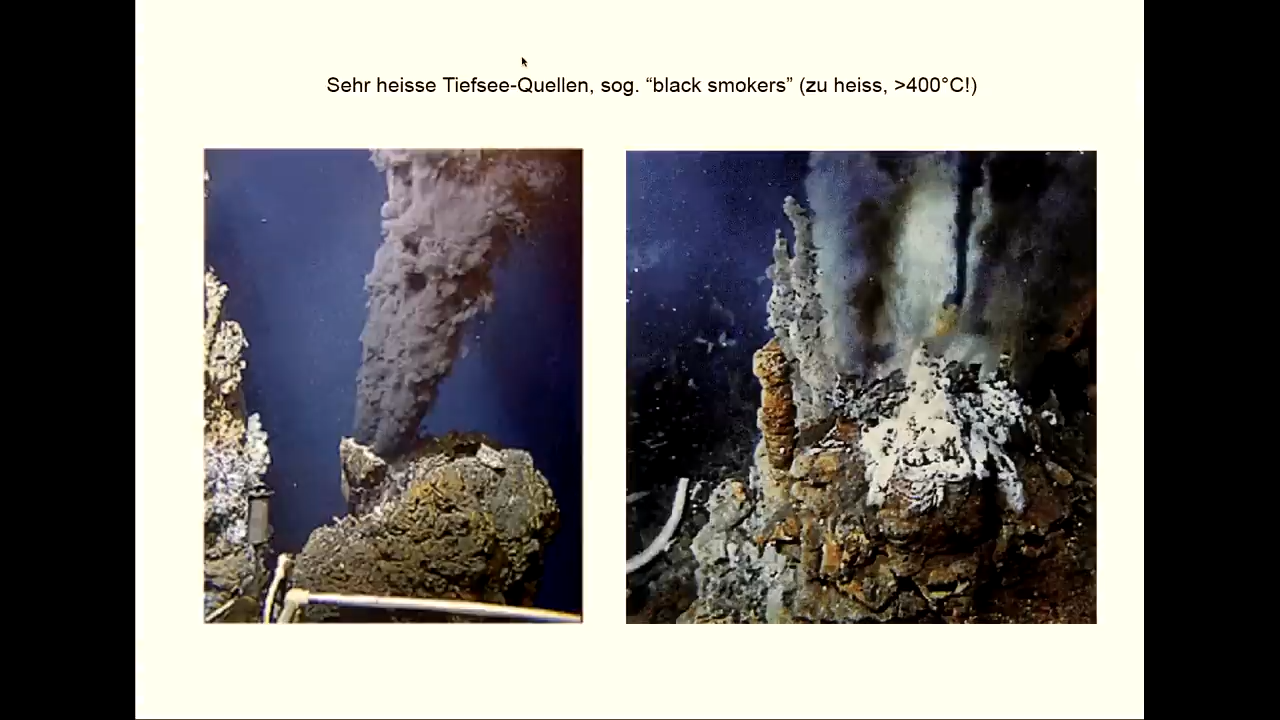 Sehr heisse Tiefsee-Quellen, sog. “black smokers” (zu heiss, >400°C!)